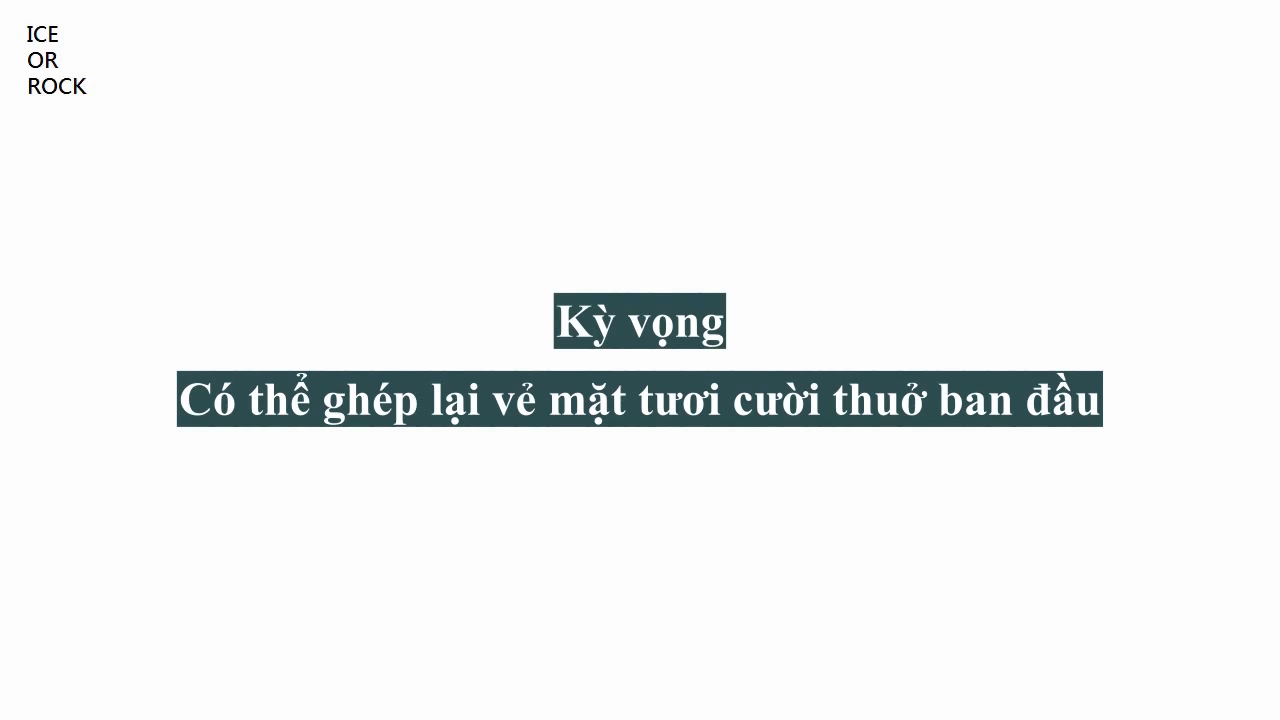 ICE
OR
ROCK
Kỳ vọng
Có thể ghép lại vẻ mặt tươi cười thuở ban đầu